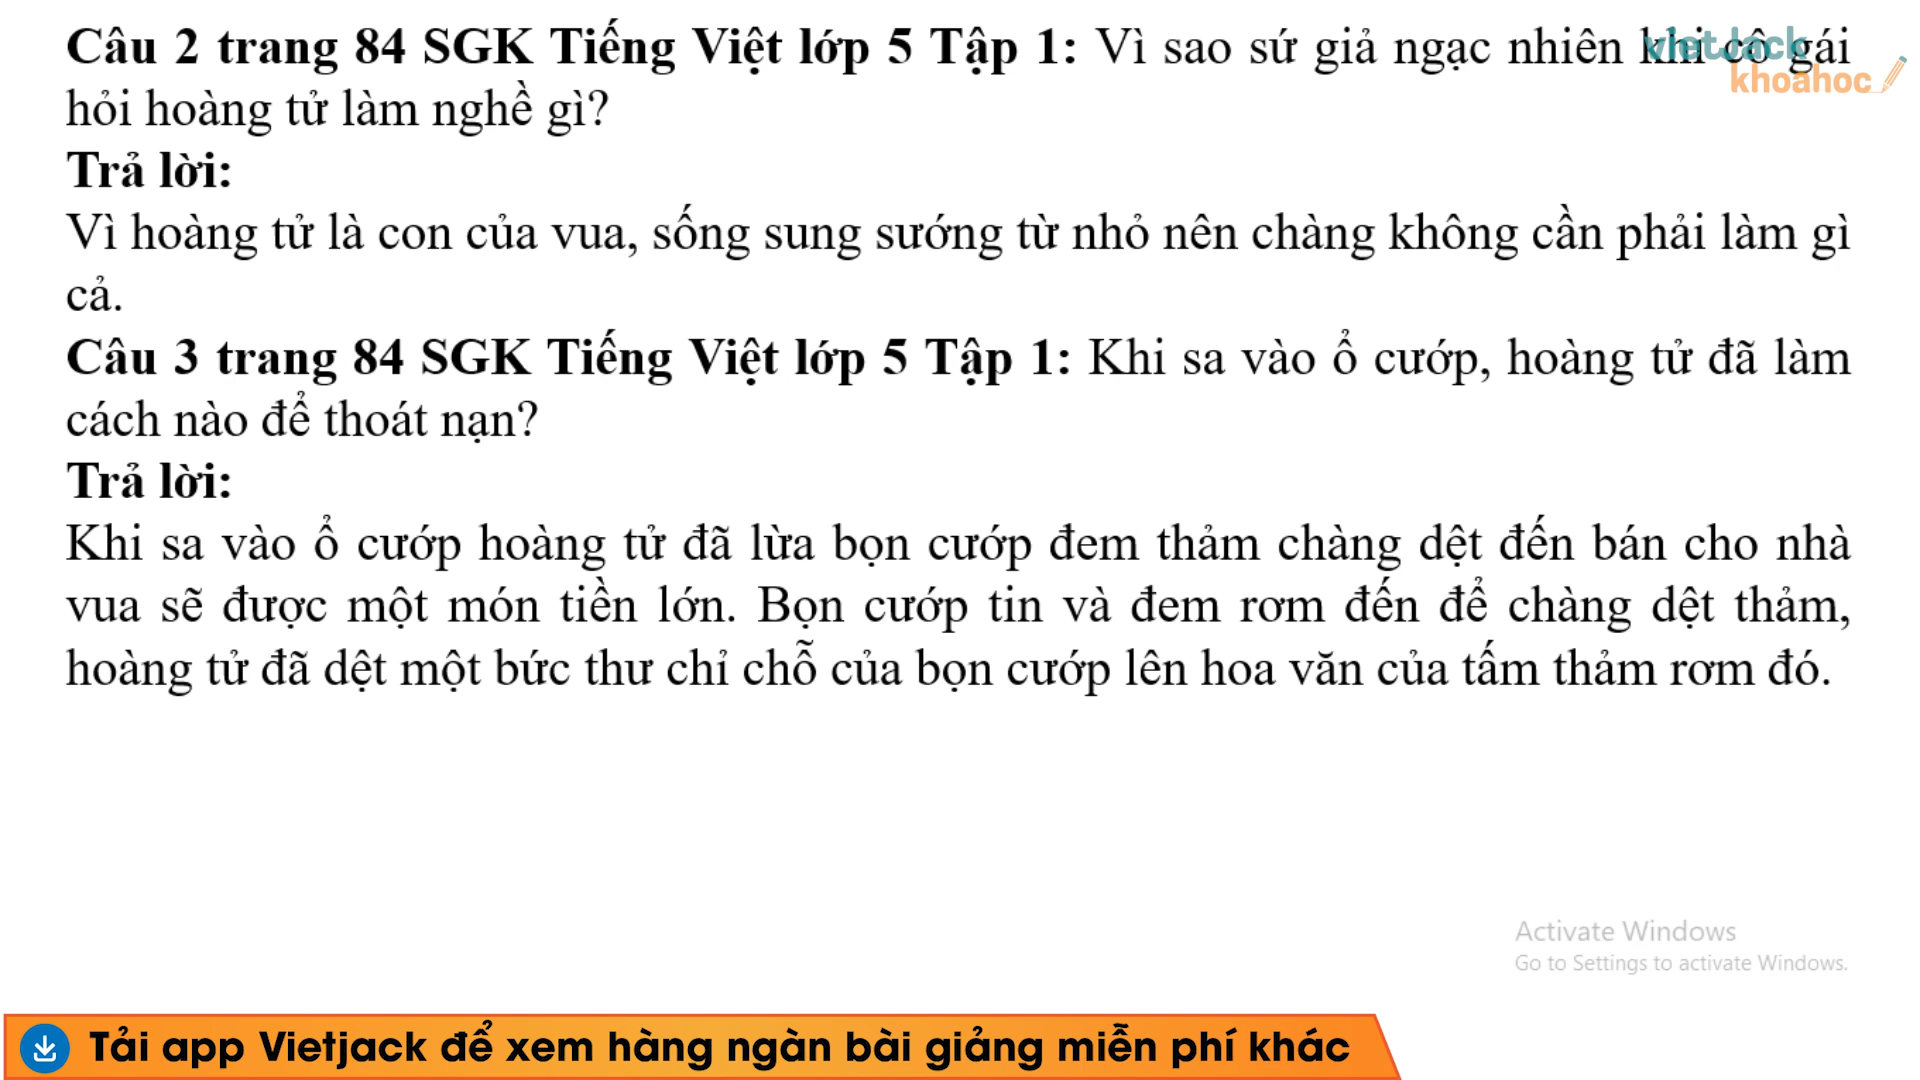 Câu 2 trang 84 SGK Tiếng Việt lớp 5 Tập 1: Vì sao sứ giả ngạc nhiên khi cô gái
hỏi hoàng tử làm nghề gì?
Trả lời:
Vì hoàng tử là con của vua, sống sung sướng từ nhỏ nên chàng không cần phải làm gì
cả.
Câu 3 trang 84 SGK Tiếng Việt lớp 5 Tập 1: Khi sa vào ổ cướp, hoàng tử đã làm
cách nào để thoát nạn?
Trả lời:
Khi sa vào ổ cướp hoàng tử đã lừa bọn cướp đem thảm chàng dệt đến bán cho nhà
vua sẽ được một món tiền lớn. Bọn cướp tin và đem rơm đến để chàng dệt thảm,
hoàng tử đã dệt một bức thư chỉ chỗ của bọn cướp lên hoa văn của tấm thảm rơm đó.
vietJack
khoahoc
Activate Windows
Go to Settings to activate Windows.
Tải app Vietjack để xem hàng ngàn bài giảng miễn phí khác